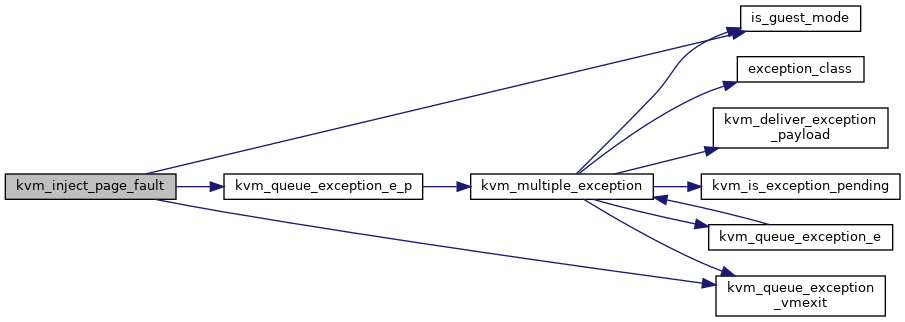 is_guest_mode
exception_class
kvm_deliver_exception
_payload
kvm_inject_page_fault
kvm_queue_exception_e_p
kvm_multiple_exception
kvm_is_exception_pending
kvm_queue_exception_e
kvm_queue_exception
_vmexit